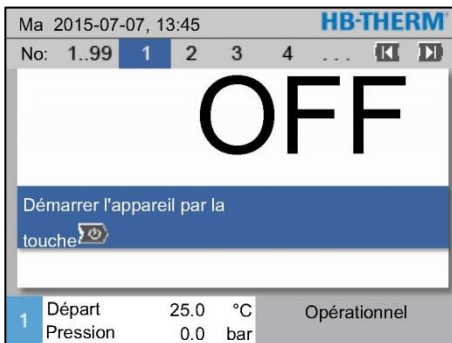 Ma 2015-07-07, 13:45 HB-THERM
No: 1..99 1 2 3 4 ...
OFF
Démarrer l'appareil par la
touche
1 Départ 25.0 °C Opérationnel
Pression 0.0 bar